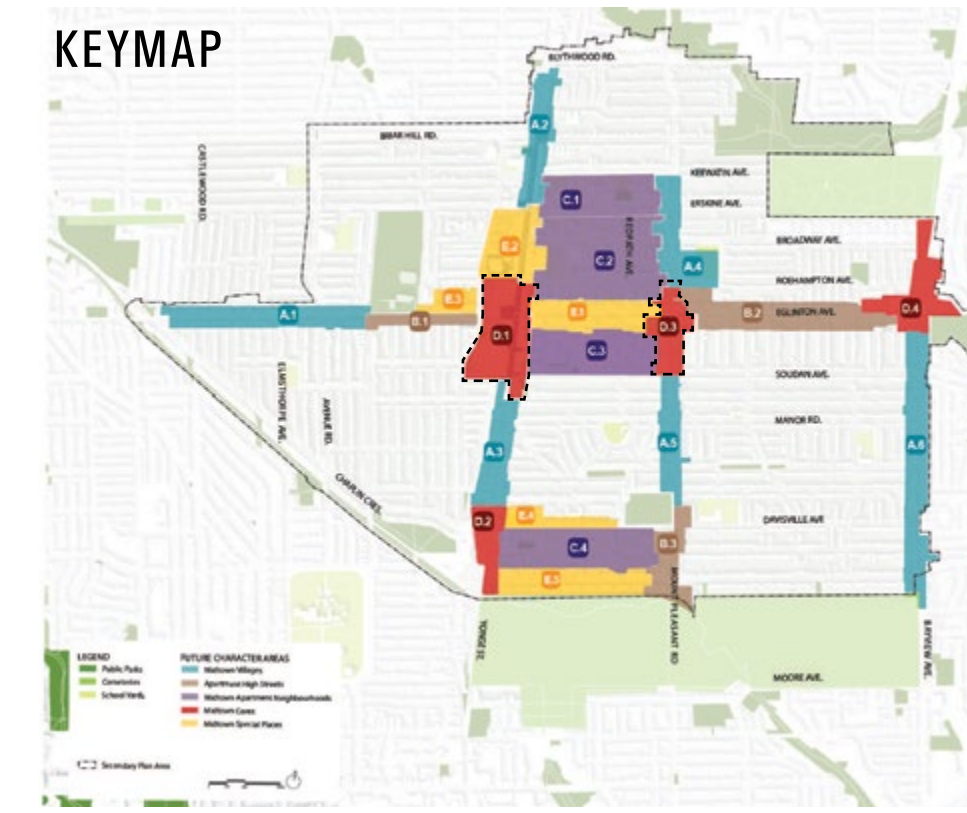 KEYMAP
BLYTHWOOD RD.
A.2
BRIAR HILL RD.
CASTLEWOOD RD.
KEEWATIN AVE.
C.1
ERSKINE AVE.
REDPATH AVE.
E.2
BROADWAY AVE.
C.2
A.4
ROEHAMPTON AVE.
E.3
A.1
B.1
E.1
B.2
EGLINTON AVE.
D.4
D.1
D.3
C.3
SOUDAN AVE.
ELMSTHORPE AVE.
AVENUE RD.
MANOR RD.
A.3
A.5
A.6
CHAPLIN CRES.
D.2
E.4
DAVISVILLE AVE
C.4
B.3
E.5
YONGE ST.
MOUNT PLEASANT RD
BAYVIEW AVE.
MOORE AVE.
LEGEND
Public Parks
Cemeteries
School Yards
Secondary Plan Area
FUTURE CHARACTER AREAS
Midtown Villages
Apartment High Streets
Midtown Apartment Neighbourhoods
Midtown Cores
Midtown Special Places